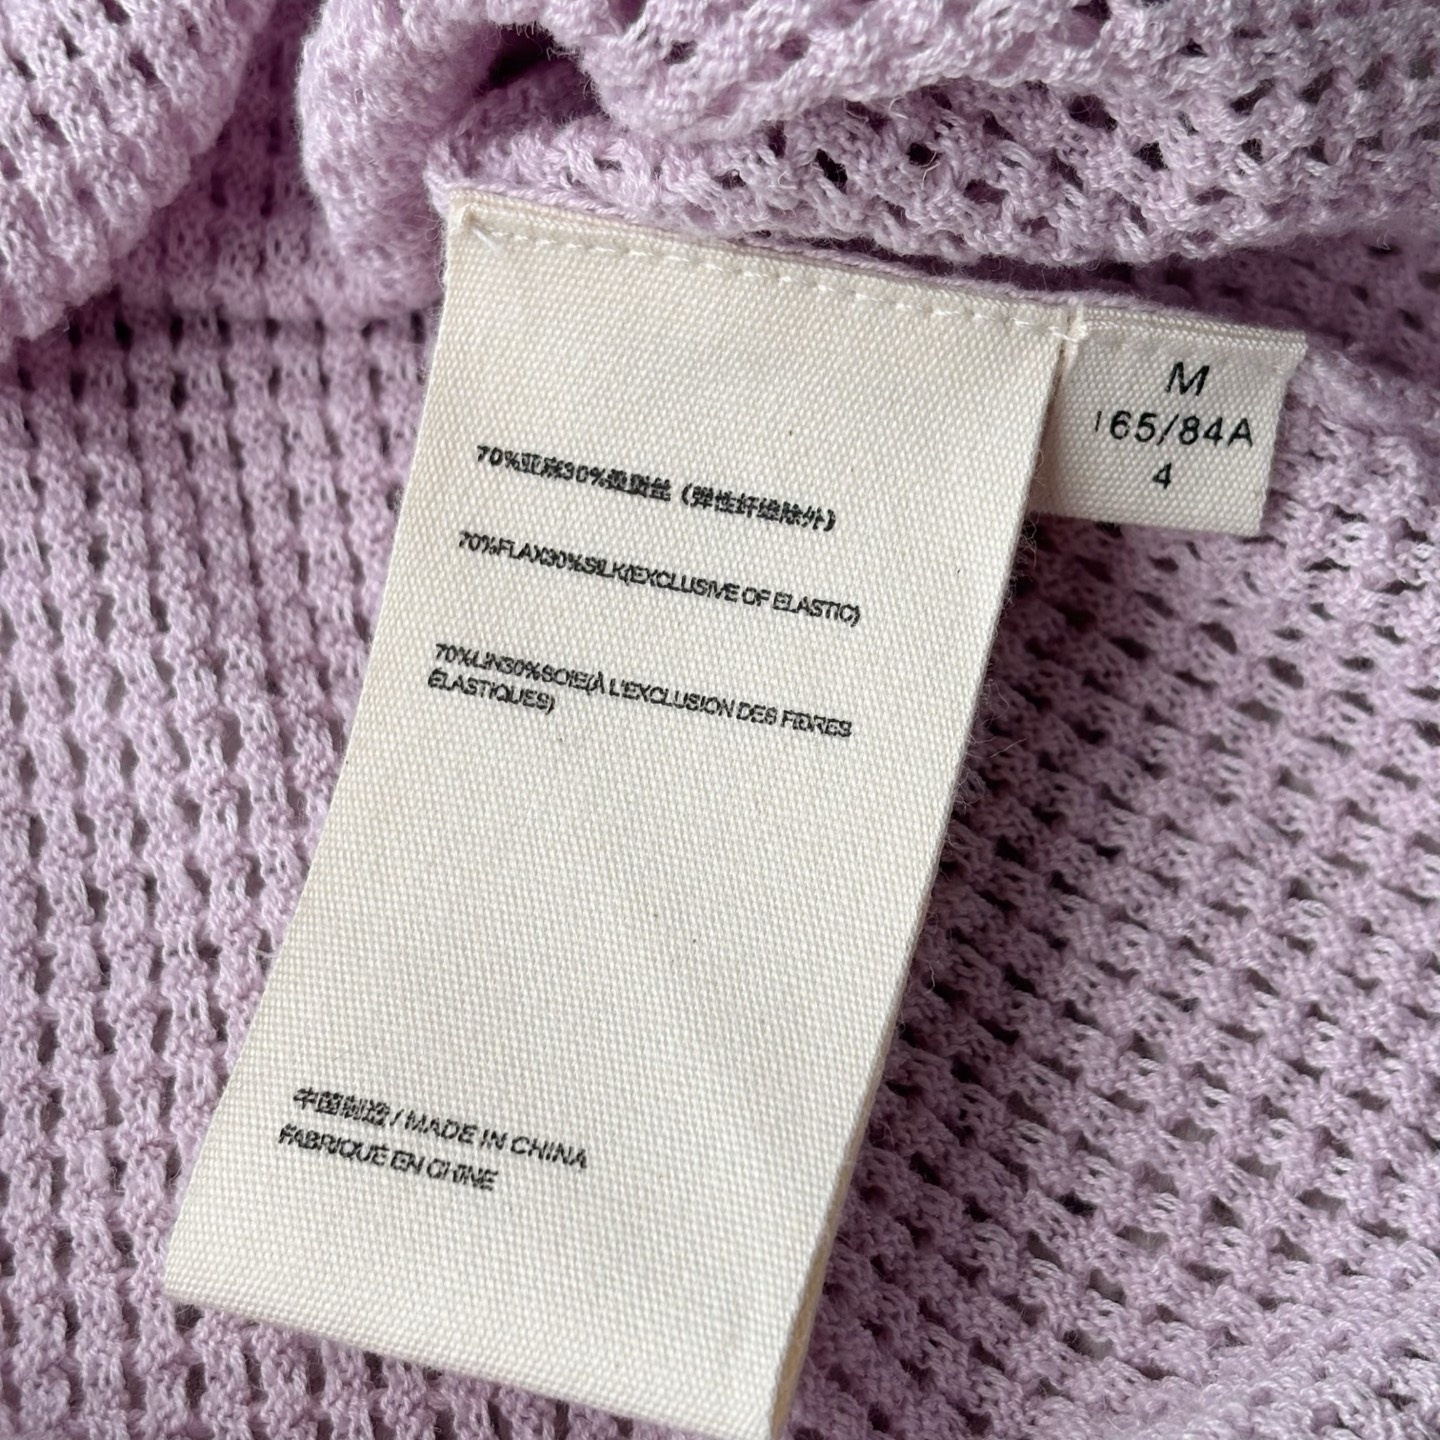 70%亚麻30%桑蚕丝（弹性纤维除外）
70%FLAX30%SILK(EXCLUSIVE OF ELASTIC)
70%LIN30%SOIE(À L'EXCLUSION DES FIBRES
ÉLASTIQUES)
中国制造 / MADE IN CHINA
FABRIQUÉ EN CHINE
M
165/84A
4